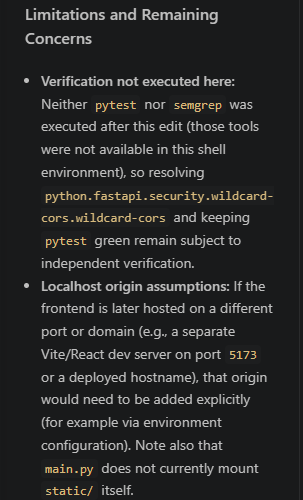 Limitations and Remaining
Concerns
• Verification not executed here:
Neither pytest nor semgrep was
executed after this edit (those tools
were not available in this shell
environment), so resolving
python.fastapi.security.wildcard-
cors.wildcard-cors and keeping
pytest green remain subject to
independent verification.
• Localhost origin assumptions: If the
frontend is later hosted on a different
port or domain (e.g., a separate
Vite/React dev server on port 5173
or a deployed hostname), that origin
would need to be added explicitly
(for example via environment
configuration). Note also that
main.py does not currently mount
static/ itself.